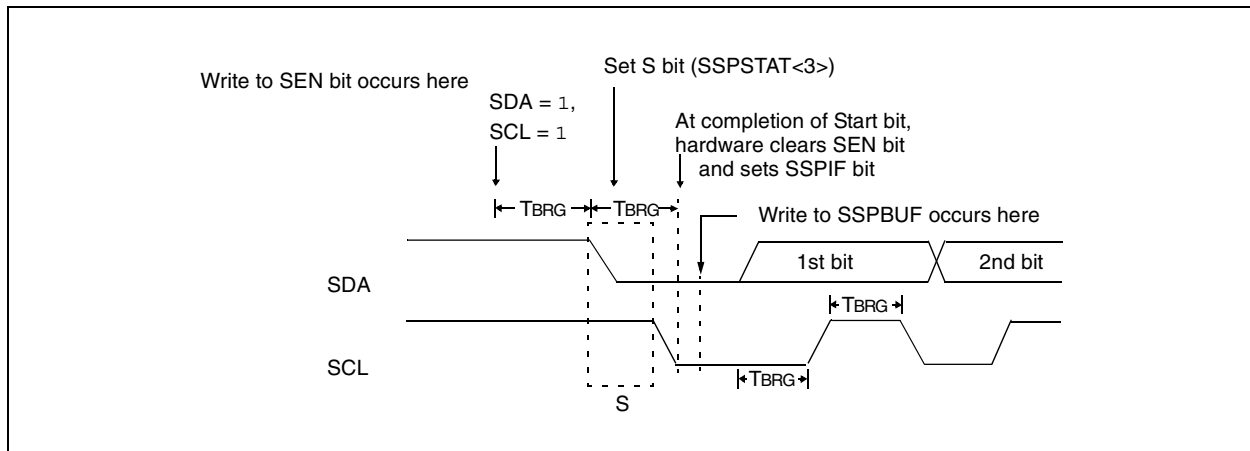 Write to SEN bit occurs here
Set S bit (SSPSTAT<3>)
SDA = 1,
SCL = 1
At completion of Start bit,
hardware clears SEN bit
and sets SSPIF bit
TBRG
TBRG
Write to SSPBUF occurs here
SDA
1st bit
2nd bit
TBRG
SCL
TBRG
S